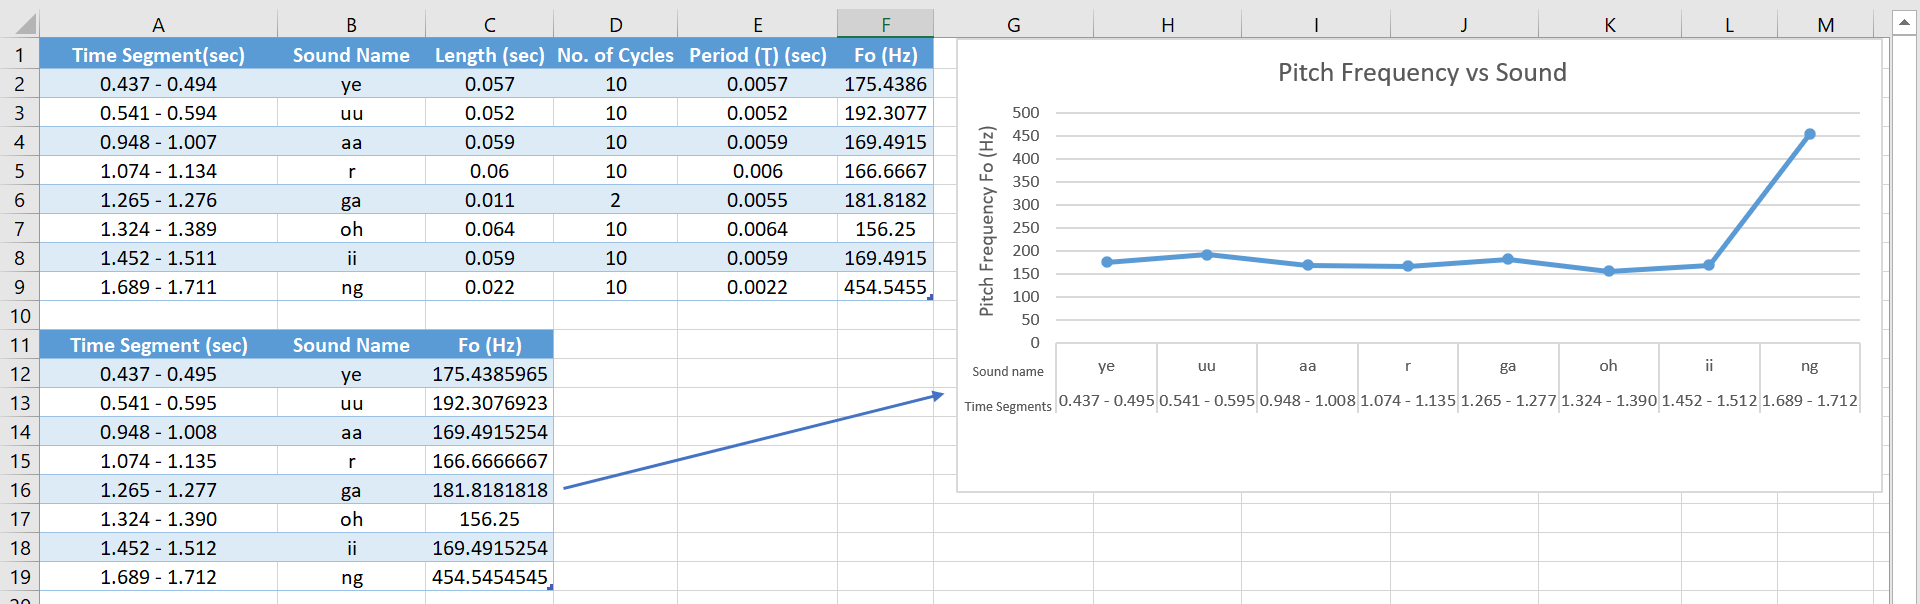 A B C D E F G H I J K L M
1 Time Segment(sec) Sound Name Length (sec) No. of Cycles Period (Ʈ) (sec) Fo (Hz)
2 0.437 - 0.494 ye 0.057 10 0.0057 175.4386
3 0.541 - 0.594 uu 0.052 10 0.0052 192.3077
4 0.948 - 1.007 aa 0.059 10 0.0059 169.4915
5 1.074 - 1.134 r 0.06 10 0.006 166.6667
6 1.265 - 1.276 ga 0.011 2 0.0055 181.8182
7 1.324 - 1.389 oh 0.064 10 0.0064 156.25
8 1.452 - 1.511 ii 0.059 10 0.0059 169.4915
9 1.689 - 1.711 ng 0.022 10 0.0022 454.5455
10
11 Time Segment (sec) Sound Name Fo (Hz)
12 0.437 - 0.495 ye 175.4385965
13 0.541 - 0.595 uu 192.3076923
14 0.948 - 1.008 aa 169.4915254
15 1.074 - 1.135 r 166.6666667
16 1.265 - 1.277 ga 181.8181818
17 1.324 - 1.390 oh 156.25
18 1.452 - 1.512 ii 169.4915254
19 1.689 - 1.712 ng 454.5454545
20
Pitch Frequency vs Sound
Pitch Frequency Fo (Hz)
500
450
400
350
300
250
200
150
100
50
0
Sound name ye uu aa r ga oh ii ng
Time Segments 0.437 - 0.495 0.541 - 0.595 0.948 - 1.008 1.074 - 1.135 1.265 - 1.277 1.324 - 1.390 1.452 - 1.512 1.689 - 1.712